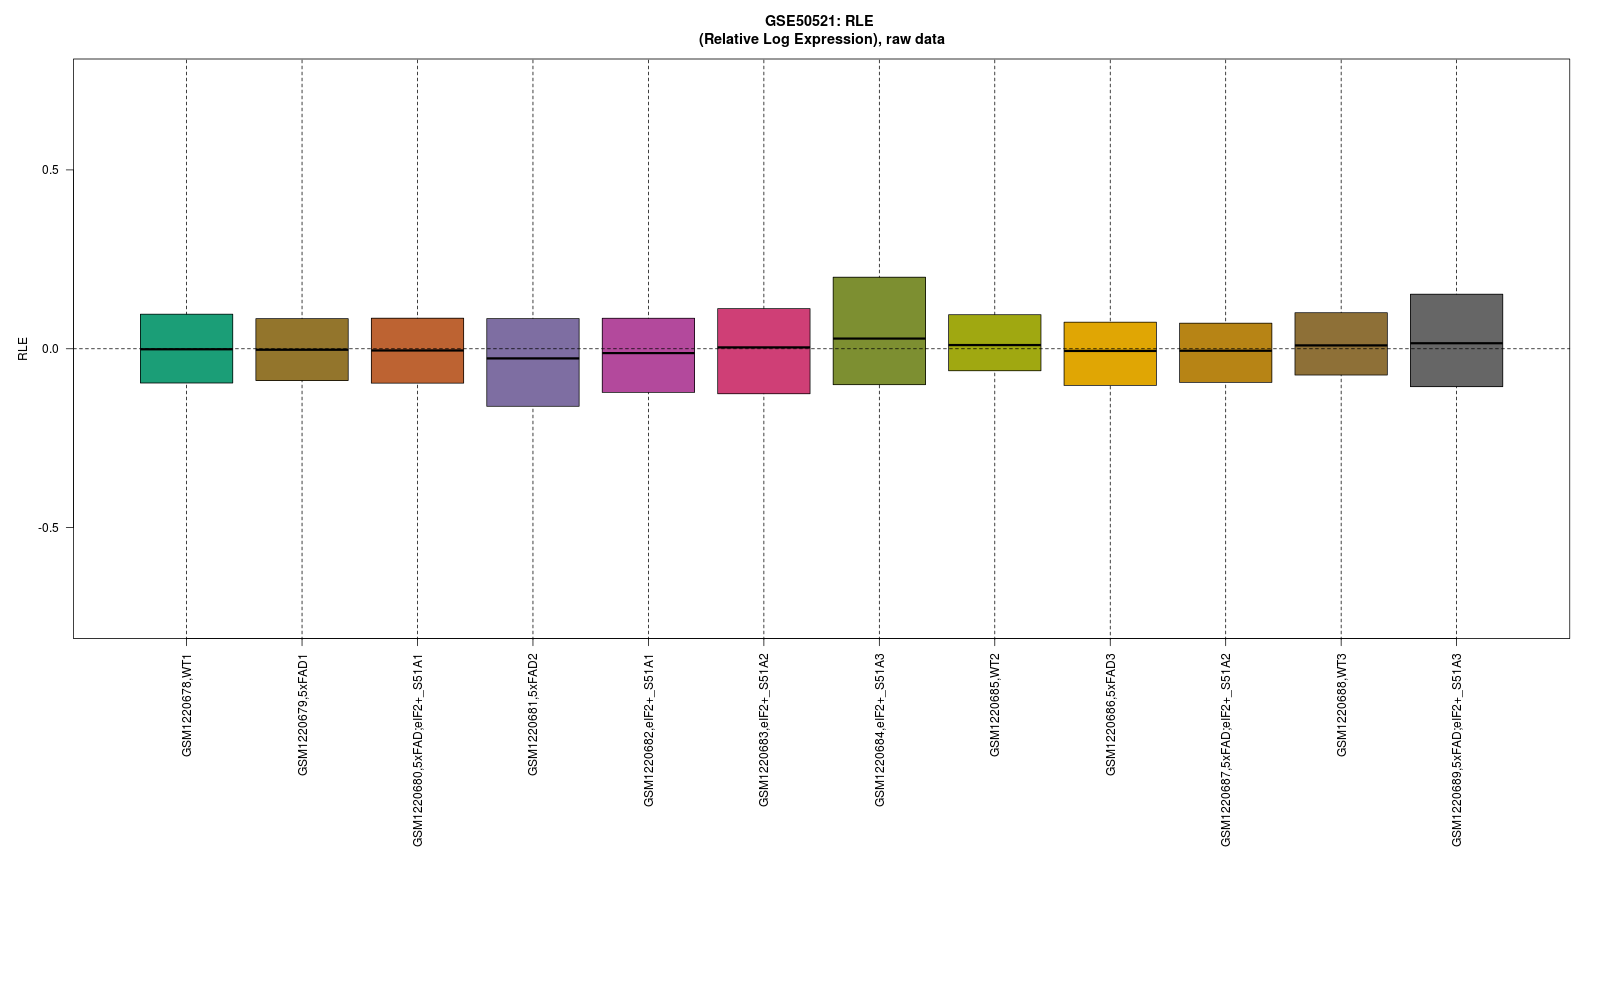 GSE50521: RLE
(Relative Log Expression), raw data
RLE
0.5
0.0
-0.5
GSM1220678,WT1
GSM1220679,5xFAD1
GSM1220680,5xFAD;eIF2+_S51A1
GSM1220681,5xFAD2
GSM1220682,eIF2+_S51A1
GSM1220683,eIF2+_S51A2
GSM1220684,eIF2+_S51A3
GSM1220685,WT2
GSM1220686,5xFAD3
GSM1220687,5xFAD;eIF2+_S51A2
GSM1220688,WT3
GSM1220689,5xFAD;eIF2+_S51A3